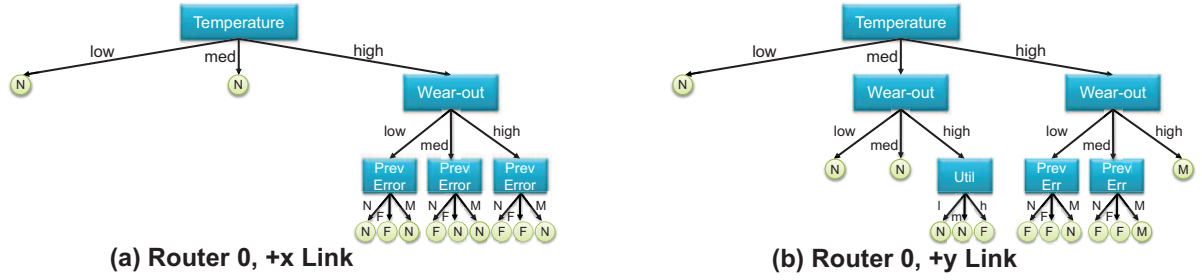 Temperature
low
med
high
N
N
Wear-out
low
med
high
Prev
Error
Prev
Error
Prev
Error
N
F
M
N
F
M
N
F
M
N
F
N
F
N
N
F
F
N
(a) Router 0, +x Link
Temperature
low
med
high
N
Wear-out
Wear-out
low
med
high
low
med
high
N
N
Util
Prev
Err
Prev
Err
M
l
m
h
N
F
M
N
F
M
N
N
F
F
F
N
F
F
M
(b) Router 0, +y Link